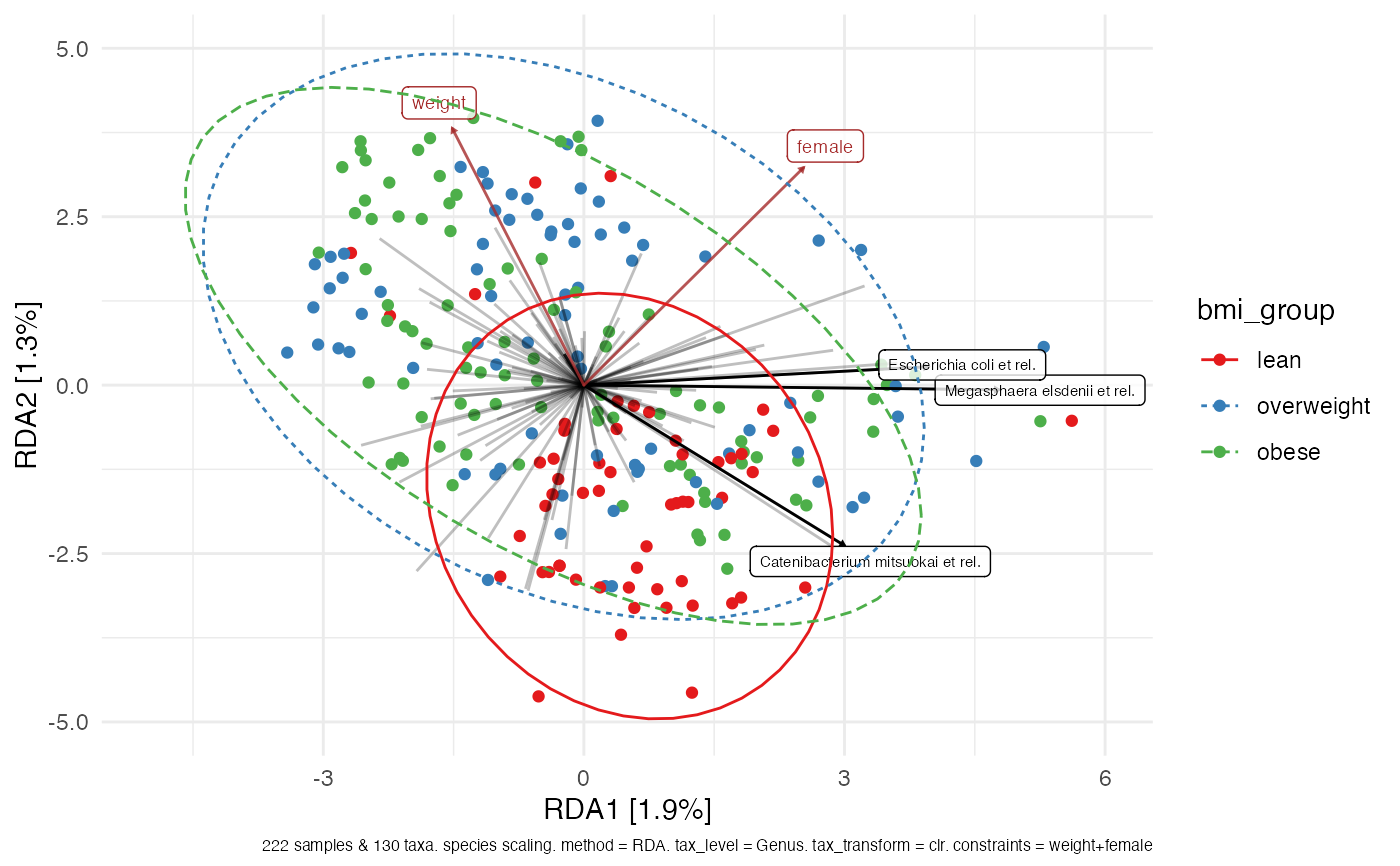 5.0
2.5
0.0
-2.5
-5.0
RDA2 [1.3%]
weight
female
Escherichia coli et rel.
Megasphaera elsdenii et rel.
Catenibacterium mitsuokai et rel.
-3
0
3
6
RDA1 [1.9%]
bmi_group
lean
overweight
obese
222 samples & 130 taxa. species scaling. method = RDA. tax_level = Genus. tax_transform = clr. constraints = weight+female